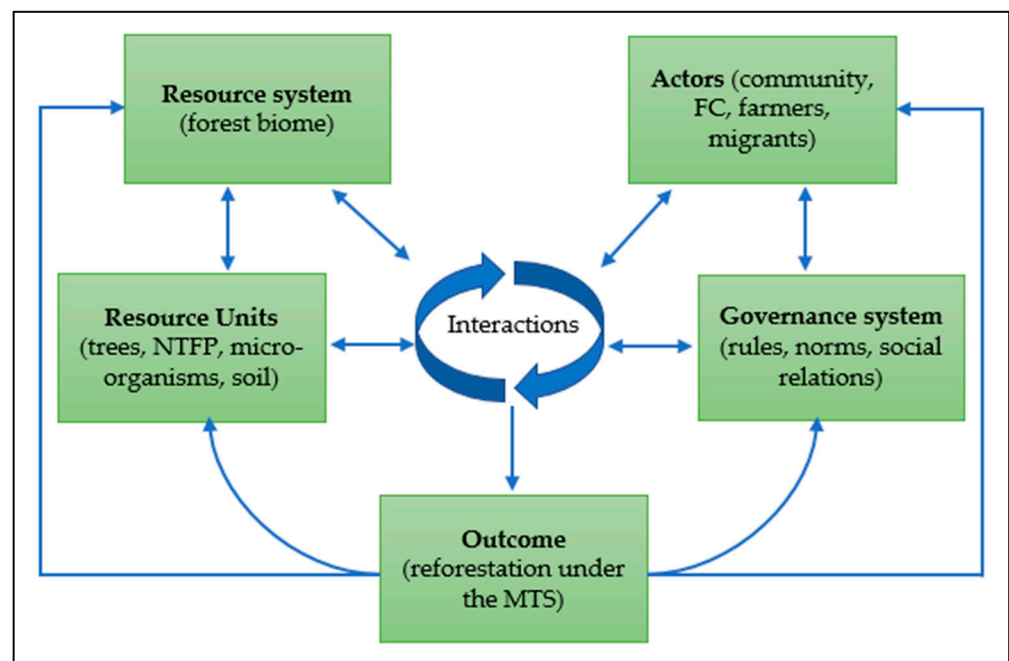 Resource system
(forest biome)
Actors (community,
FC, farmers,
migrants)
Resource Units
(trees, NTFP, micro-
organisms, soil)
Interactions
Governance system
(rules, norms, social
relations)
Outcome
(reforestation under
the MTS)